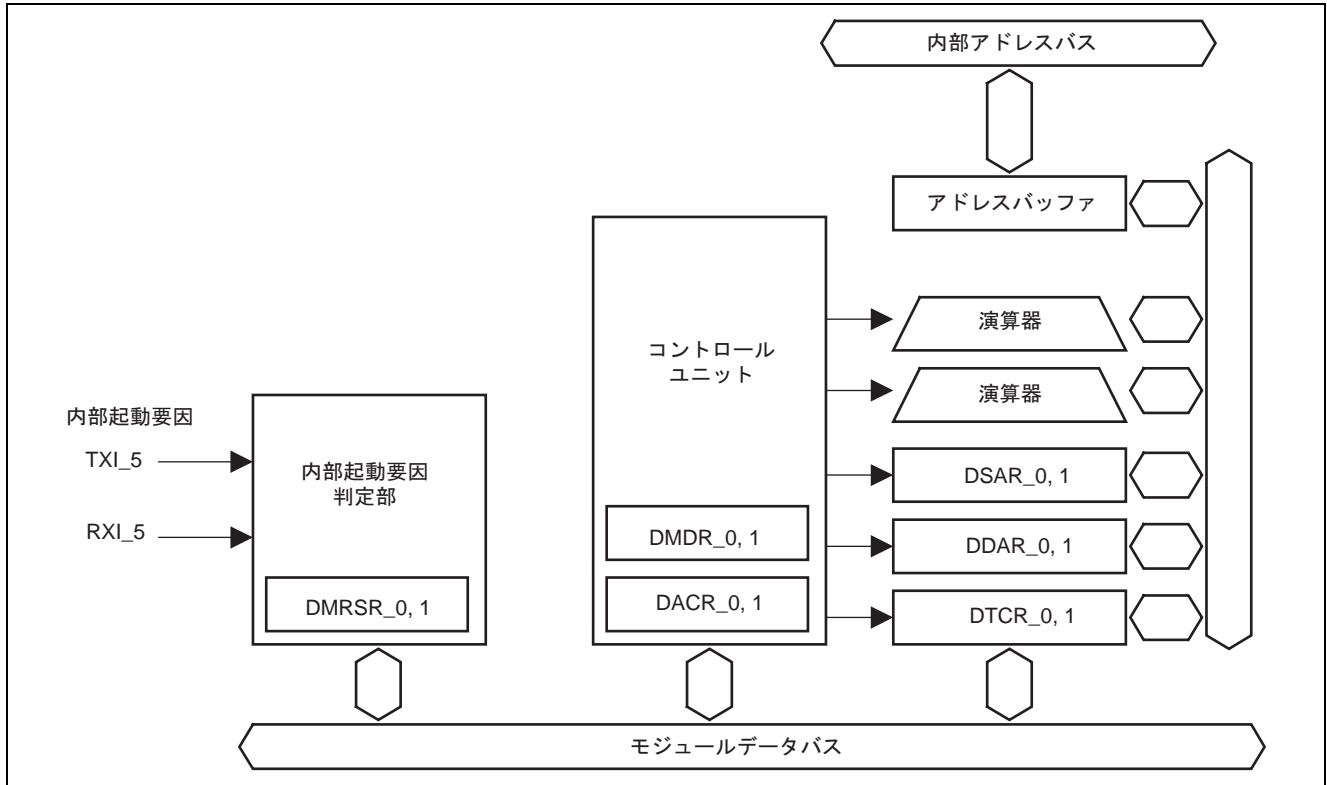 内部アドレスバス
アドレスバッファ
コントロール
ユニット
演算器
演算器
内部起動要因
TXI_5
RXI_5
内部起動要因
判定部
DMRSR_0, 1
DMDR_0, 1
DACR_0, 1
DSAR_0, 1
DDAR_0, 1
DTCR_0, 1
モジュールデータバス